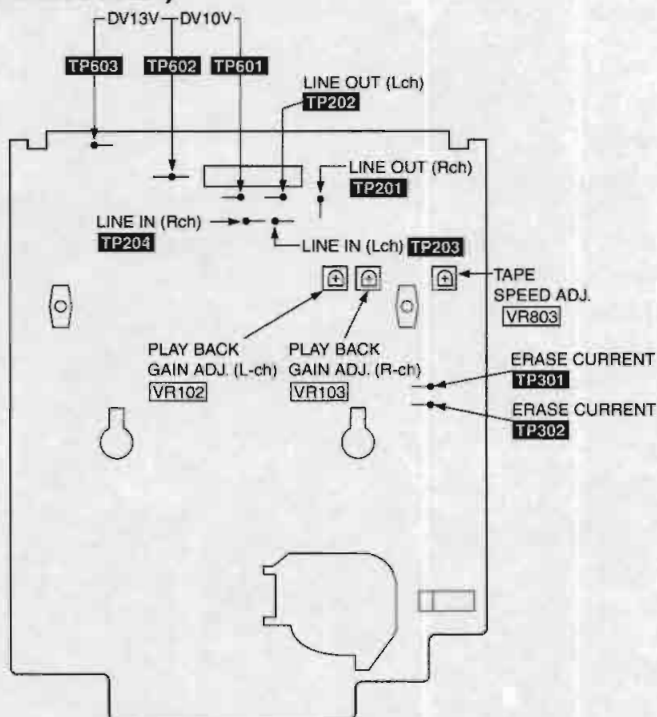 DV13V DV10V
TP603 TP602 TP601
LINE OUT (Lch)
TP202
LINE OUT (Rch)
TP201
LINE IN (Rch)
TP204
LINE IN (Lch) TP203
TAPE
SPEED ADJ.
VR803
PLAY BACK
GAIN ADJ. (L-ch)
VR102
PLAY BACK
GAIN ADJ. (R-ch)
VR103
ERASE CURRENT
TP301
ERASE CURRENT
TP302